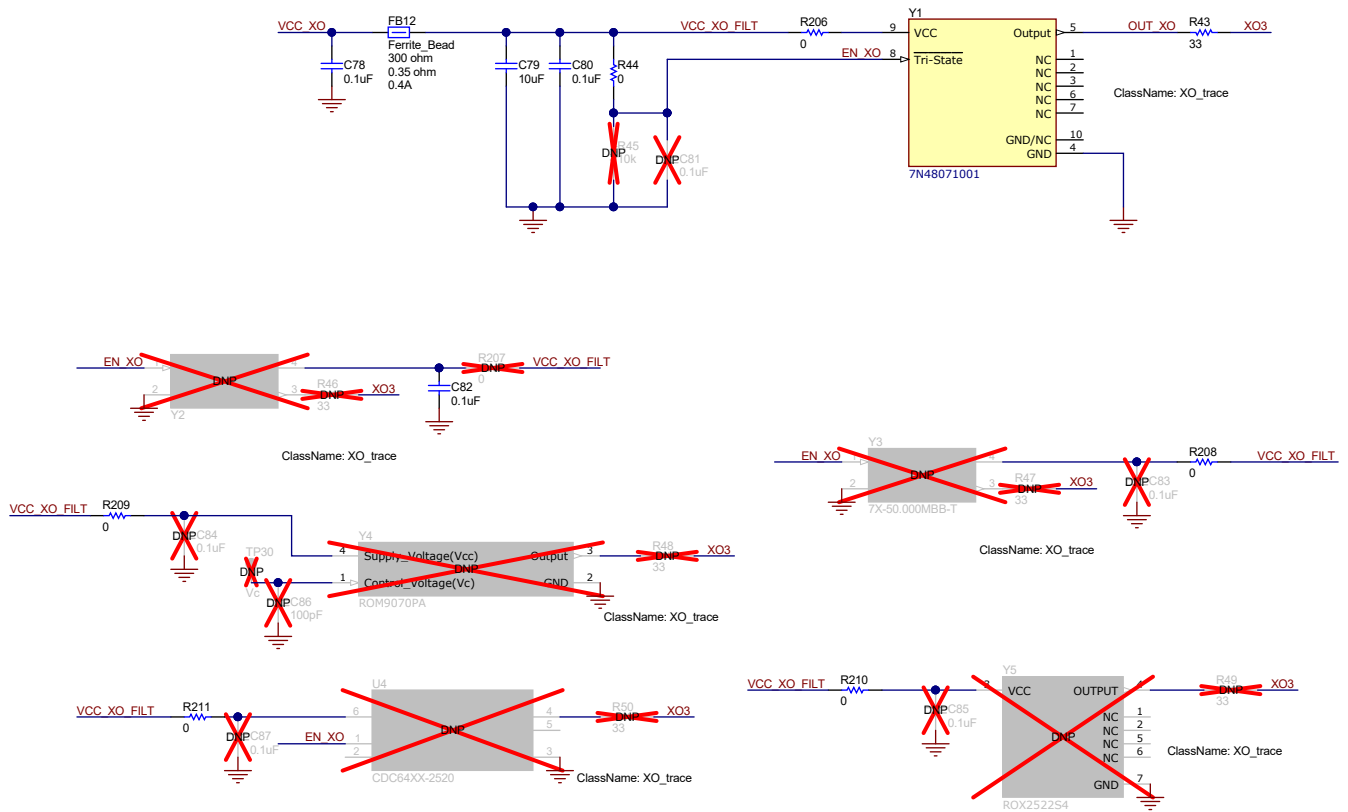 VCC_XO
FB12
Ferrite_Bead
300 ohm
0.35 ohm
0.4A
C78
0.1uF
C79
10uF
C80
0.1uF
R44
0
VCC_XO_FILT
R206
0
EN_XO
DNP
R45
10k
DNP
C81
0.1uF
Y1
9
VCC
8
Tri-State
Output
5
NC
1
NC
2
NC
3
NC
6
NC
7
GND/NC
10
GND
4
7N48071001
OUT_XO
R43
33
XO3
ClassName: XO_trace
EN_XO
1
2
DNP
4
3
Y2
R46
DNP
33
XO3
C82
0.1uF
R207
DNP
0
VCC_XO_FILT
ClassName: XO_trace
EN_XO
1
2
Y3
DNP
4
3
7X-50.000MBB-T
R47
DNP
33
XO3
DNP
C83
0.1uF
R208
0
VCC_XO_FILT
ClassName: XO_trace
VCC_XO_FILT
R209
0
DNP
C84
0.1uF
TP30
DNP
Vc
DNP
C86
100pF
Y4
4
Supply_Voltage(Vcc)
1
Control_Voltage(Vc)
DNP
Output
3
GND
2
ROM9070PA
R48
DNP
33
XO3
ClassName: XO_trace
VCC_XO_FILT
R211
0
DNP
C87
0.1uF
EN_XO
U4
6
1
2
DNP
4
5
3
CDC64XX-2520
R50
DNP
33
XO3
ClassName: XO_trace
VCC_XO_FILT
R210
0
DNP
C85
0.1uF
Y5
3
VCC
OUTPUT
4
NC
1
NC
2
NC
5
NC
6
DNP
GND
7
ROX2522S4
R49
DNP
33
XO3
ClassName: XO_trace